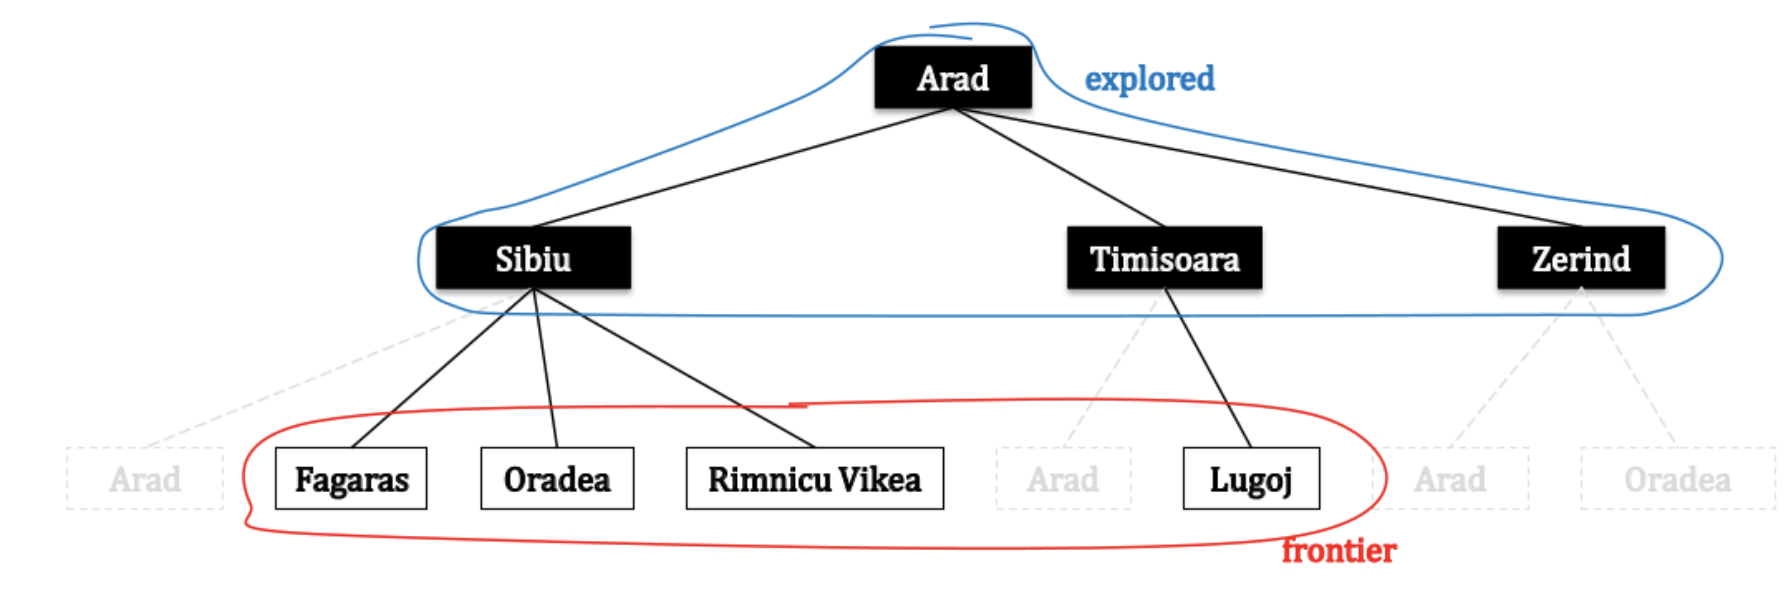 Arad
explored
Sibiu
Timisoara
Zerind
Arad
Fagaras
Oradea
Rimnicu Vikea
Arad
Lugoj
Arad
Oradea
frontier